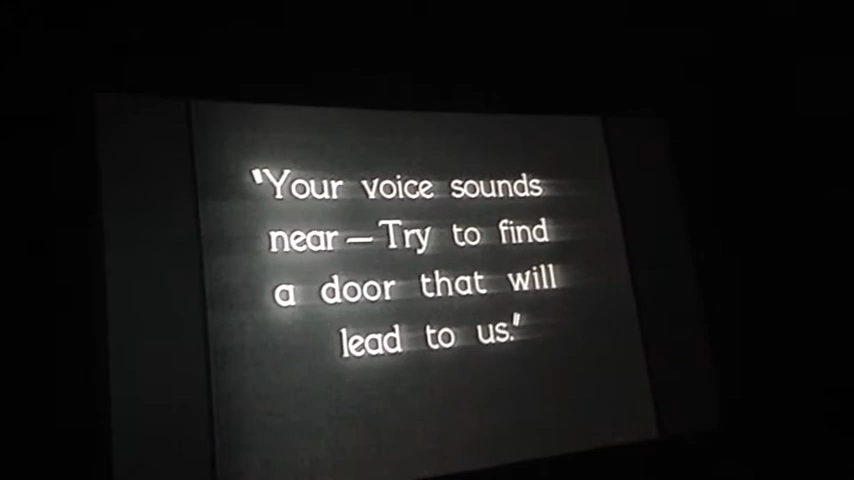 "Your voice sounds
near — Try to find
a door that will
lead to us."